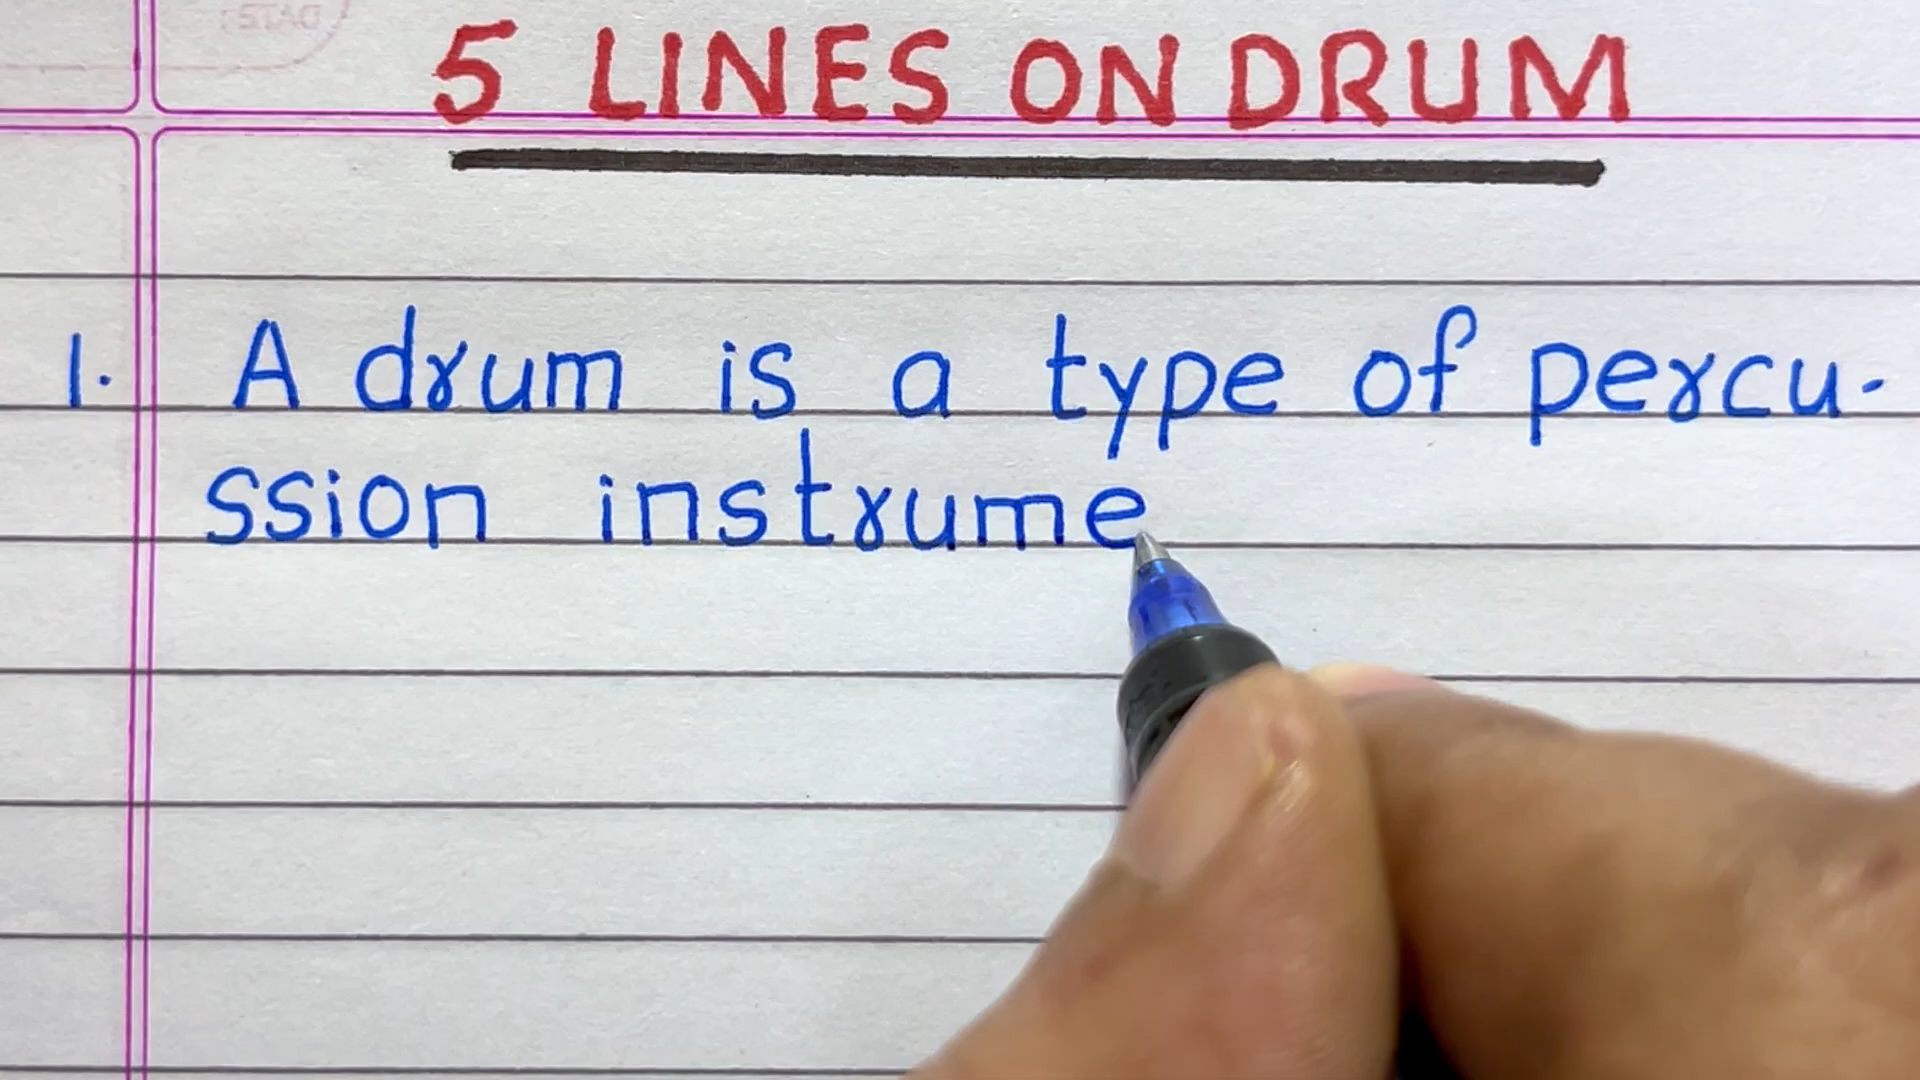 5 LINES ON DRUM
1. A drum is a type of percu-
ssion instrume